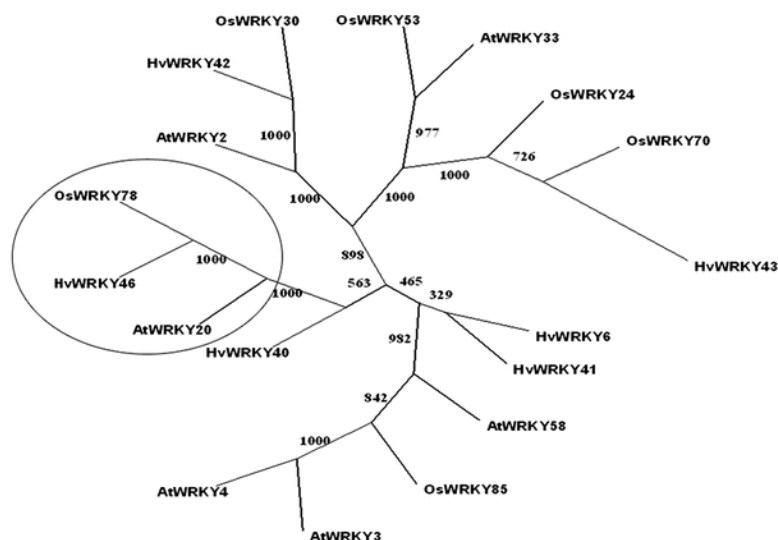 OsWRKY30
OsWRKY53
AtWRKY33
HvWRKY42
OsWRKY24
1000
977
AtWRKY2
OsWRKY70
726
1000
OsWRKY78
1000
1000
898
1000
HvWRKY43
HvWRKY46
563
465
1000
329
AtWRKY20
HvWRKY6
982
HvWRKY40
HvWRKY41
842
AtWRKY58
1000
AtWRKY4
OsWRKY85
AtWRKY3